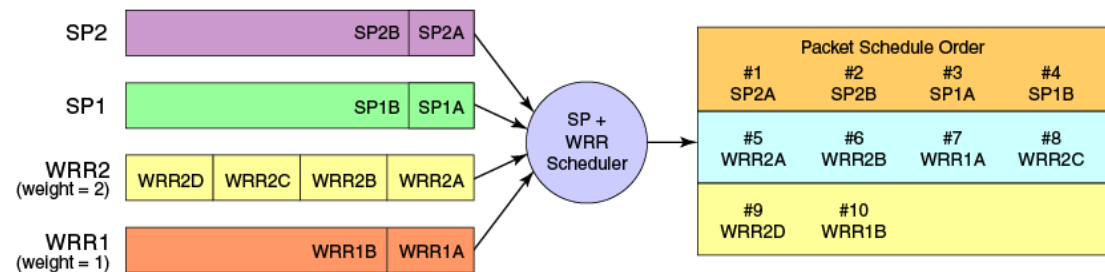 SP2
SP2B SP2A
SP1
SP1B SP1A
WRR2
(weight = 2)
WRR2D WRR2C WRR2B WRR2A
WRR1
(weight = 1)
WRR1B WRR1A
SP +
WRR
Scheduler
Packet Schedule Order
#1 #2 #3 #4
SP2A SP2B SP1A SP1B
#5 #6 #7 #8
WRR2A WRR2B WRR1A WRR2C
#9 #10
WRR2D WRR1B